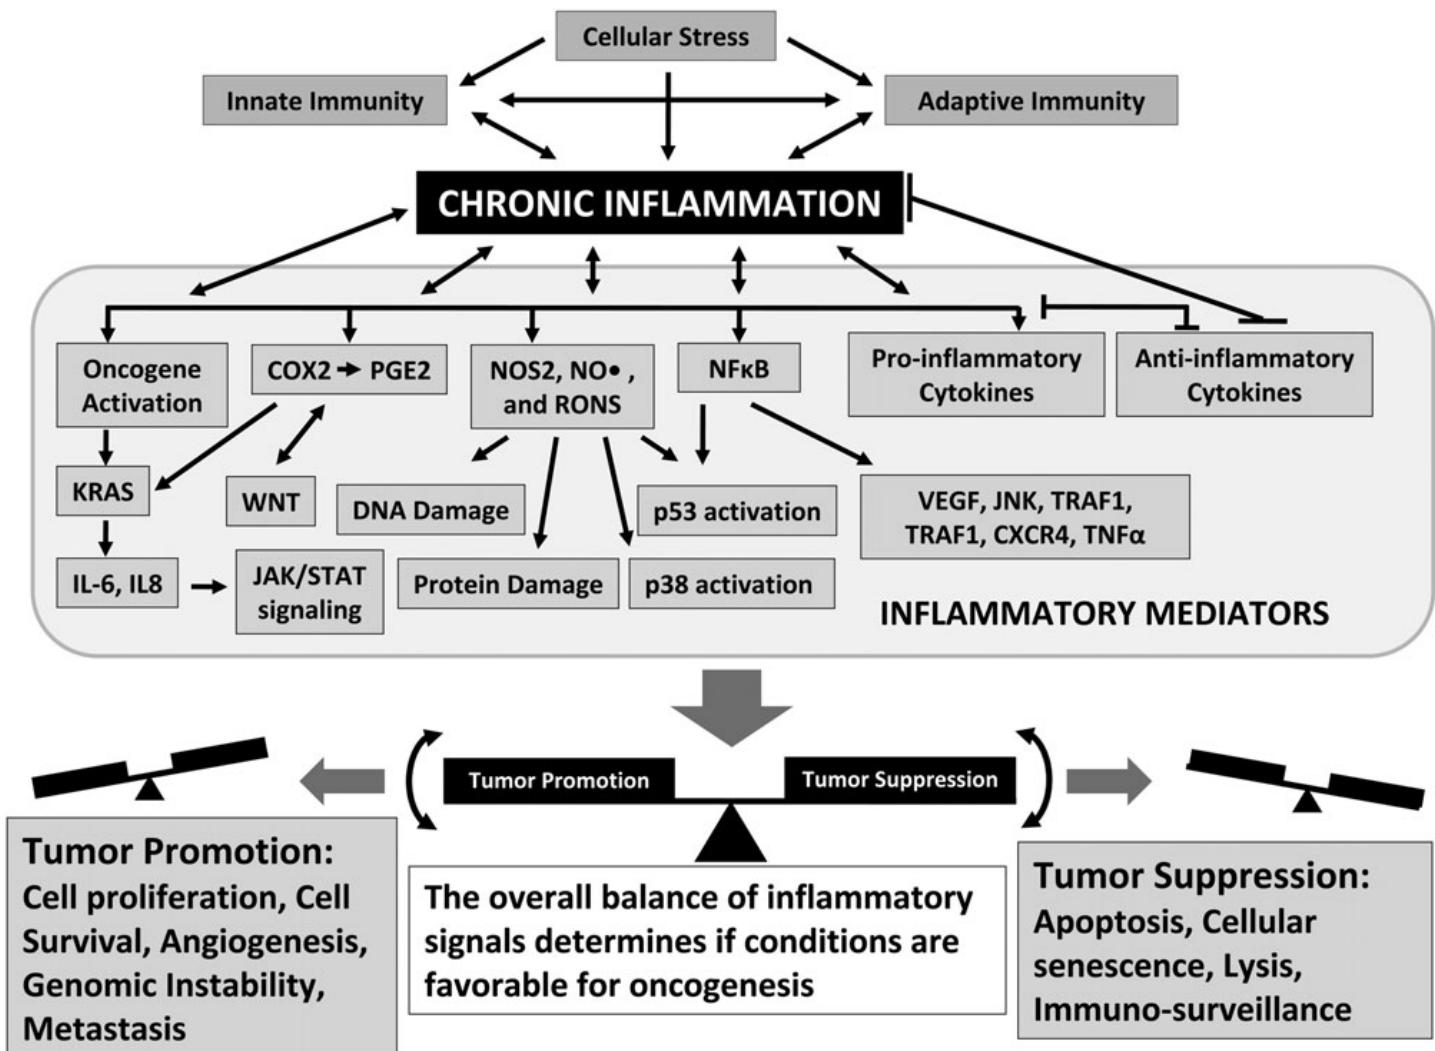 Cellular Stress
Innate Immunity
Adaptive Immunity
CHRONIC INFLAMMATION
Oncogene
Activation
COX2 → PGE2
NOS2, NO• ,
and RONS
NFκB
Pro-inflammatory
Cytokines
Anti-inflammatory
Cytokines
KRAS
WNT
DNA Damage
p53 activation
VEGF, JNK, TRAF1,
TRAF1, CXCR4, TNFα
IL-6, IL8
JAK/STAT
signaling
Protein Damage
p38 activation
INFLAMMATORY MEDIATORS
Tumor Promotion
Tumor Suppression
Tumor Promotion:
Cell proliferation, Cell
Survival, Angiogenesis,
Genomic Instability,
Metastasis
The overall balance of inflammatory
signals determines if conditions are
favorable for oncogenesis
Tumor Suppression:
Apoptosis, Cellular
senescence, Lysis,
Immuno-surveillance